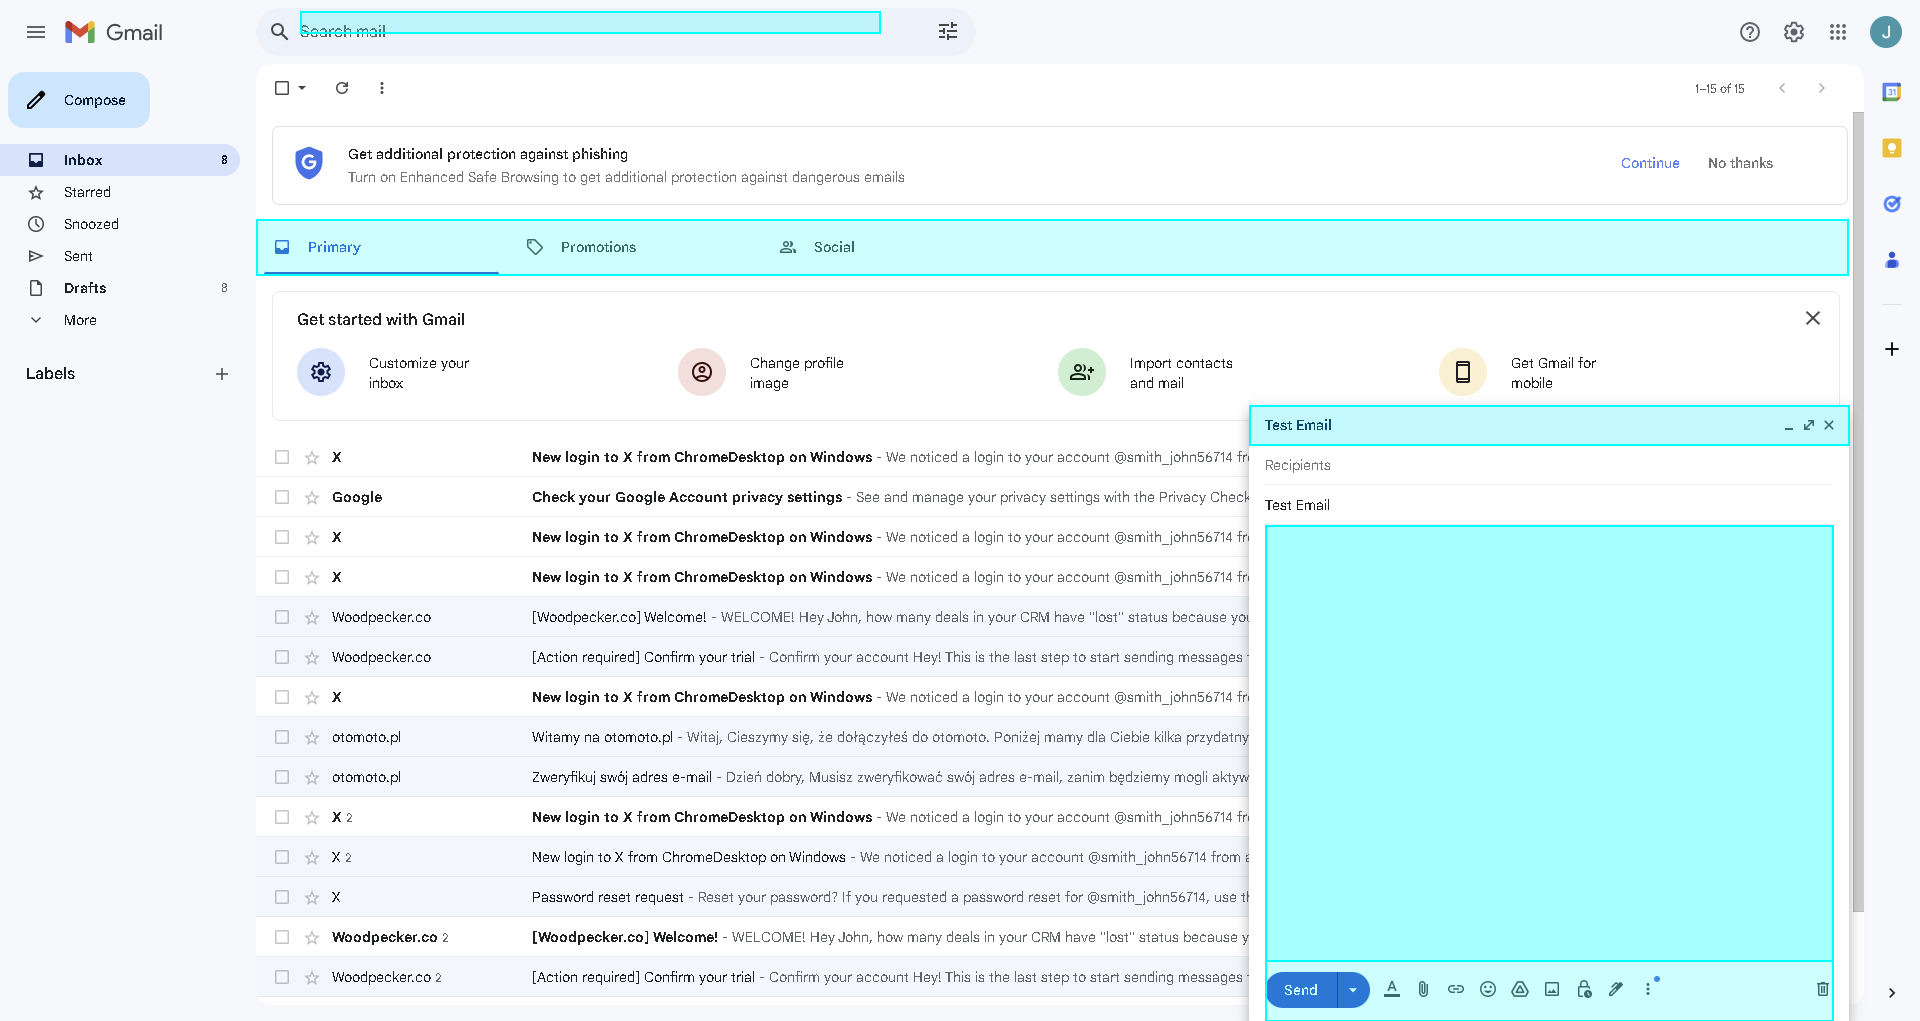 Gmail
Search mail
J
Compose
1–15 of 15
31
Inbox 8
Starred
Snoozed
Sent
Drafts 8
More
Labels
G
Get additional protection against phishing
Turn on Enhanced Safe Browsing to get additional protection against dangerous emails
Continue
No thanks
Primary
Promotions
Social
Get started with Gmail
Customize your
inbox
Change profile
image
Import contacts
and mail
Get Gmail for
mobile
X New login to X from ChromeDesktop on Windows - We noticed a login to your account @smith_john56714
Google Check your Google Account privacy settings - See and manage your privacy settings with the Privacy Check
X New login to X from ChromeDesktop on Windows - We noticed a login to your account @smith_john56714
X New login to X from ChromeDesktop on Windows - We noticed a login to your account @smith_john56714
Woodpecker.co [Woodpecker.co] Welcome! - WELCOME! Hey John, how many deals in your CRM have "lost" status because you
Woodpecker.co [Action required] Confirm your trial - Confirm your account Hey! This is the last step to start sending messages
X New login to X from ChromeDesktop on Windows - We noticed a login to your account @smith_john56714
otomoto.pl Witamy na otomoto.pl - Witaj, Cieszymy się, że dołączyłeś do otomoto. Poniżej mamy dla Ciebie kilka przydatny
otomoto.pl Zweryfikuj swój adres e-mail - Dzień dobry, Musisz zweryfikować swój adres e-mail, zanim będziemy mogli aktyw
X 2 New login to X from ChromeDesktop on Windows - We noticed a login to your account @smith_john56714
X 2 New login to X from ChromeDesktop on Windows - We noticed a login to your account @smith_john56714 from a
X Password reset request - Reset your password? If you requested a password reset for @smith_john56714, use
Woodpecker.co 2 [Woodpecker.co] Welcome! - WELCOME! Hey John, how many deals in your CRM have "lost" status because y
Woodpecker.co 2 [Action required] Confirm your trial - Confirm your account Hey! This is the last step to start sending messages
Test Email
Recipients
Test Email
Send